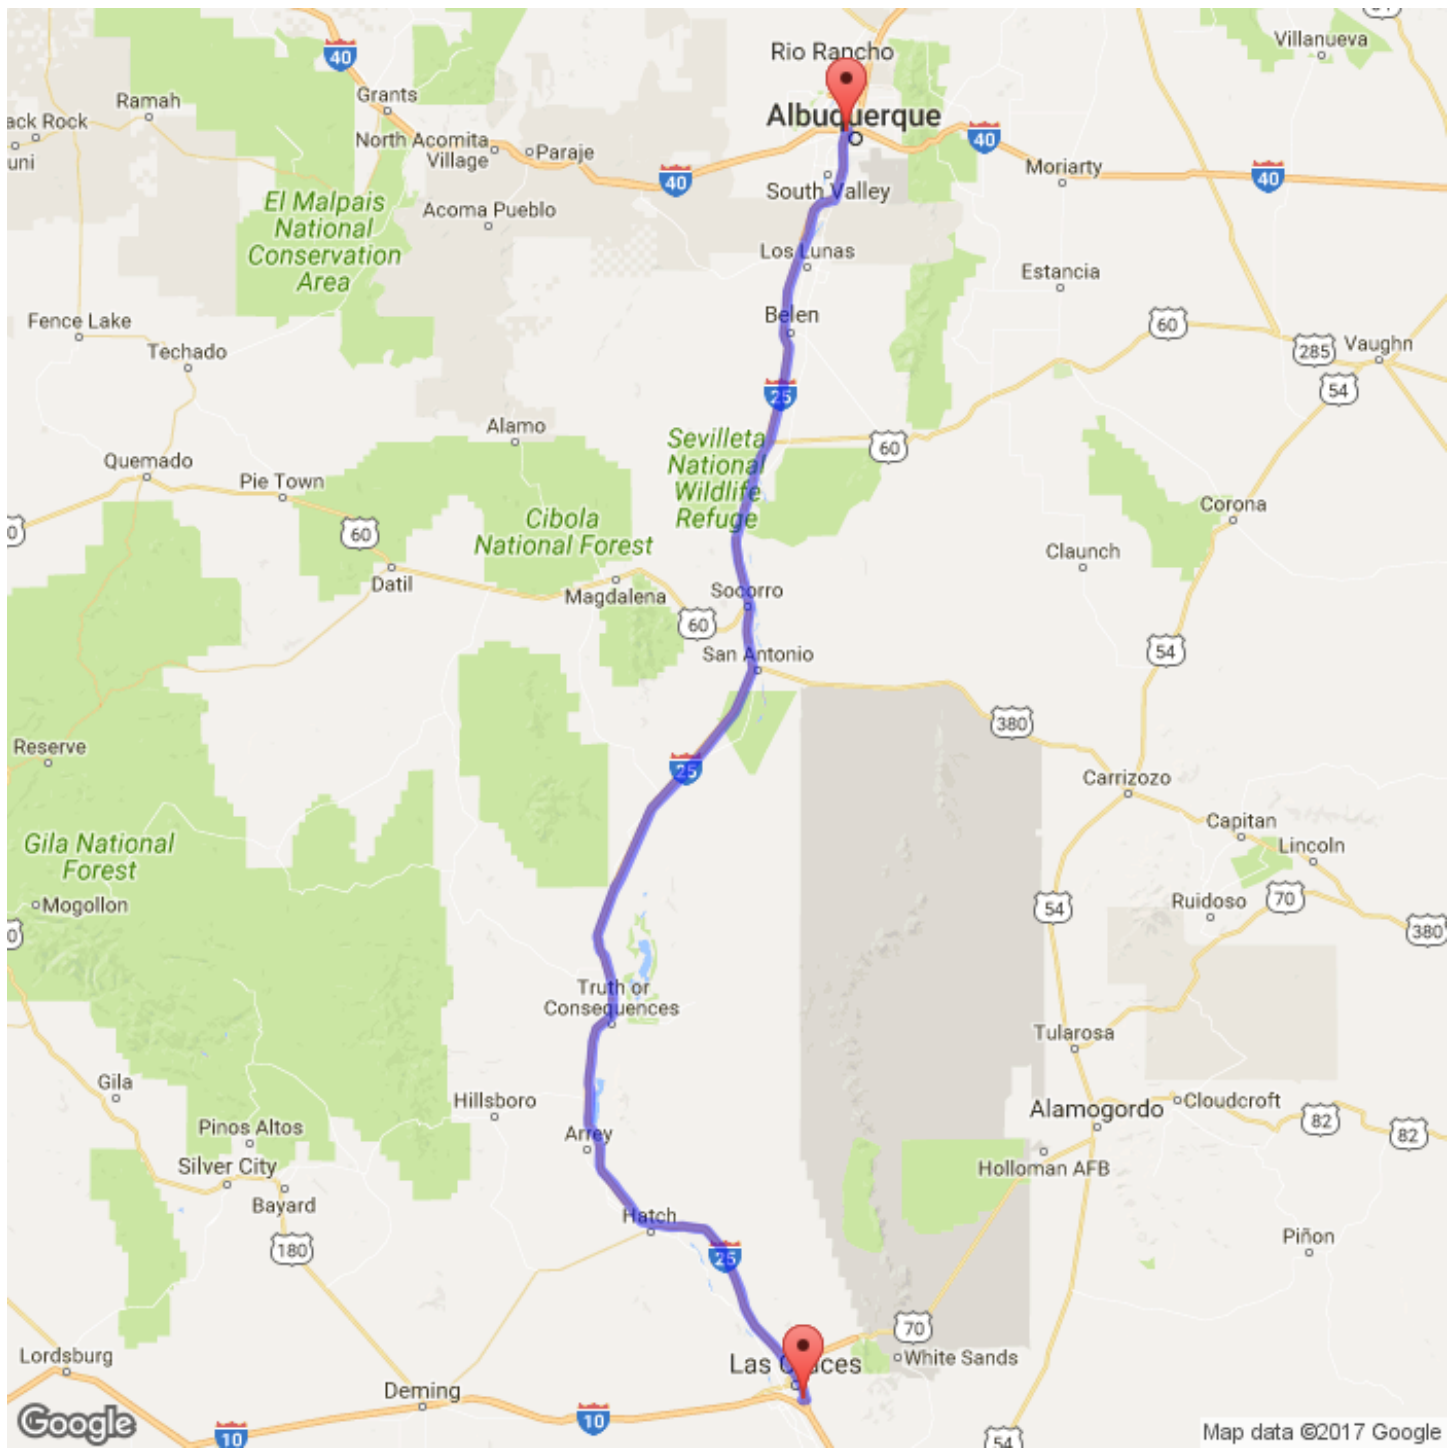 Villanueva
Rio Rancho
40
Grants
Ramah
Albuquerque
ack Rock
uni
North Acomita
Village
Paraje
40
Moriarty
40
40
South Valley
El Malpais
National
Conservation
Area
Acoma Pueblo
Los Lunas
Estancia
Fence Lake
Belen
60
Techado
285
Vaughn
54
25
Alamo
Sevilleta
National
Wildlife
Refuge
60
Quemado
Pie Town
Corona
Cibola
National Forest
60
0
Claunch
Datil
Magdalena
Socorro
60
San Antonio
54
380
Reserve
25
Carrizozo
Capitan
Gila National
Forest
Lincoln
Mogollon
Ruidoso
70
54
0
380
Truth or
Consequences
Tularosa
Gila
Hillsboro
Alamogordo
Cloudcroft
Pinos Altos
82
82
Arrey
Silver City
Holloman AFB
Bayard
Hatch
Piñon
180
25
70
Lordsburg
Las Cruces
White Sands
Deming
10
10
54
Google
Map data ©2017 Google